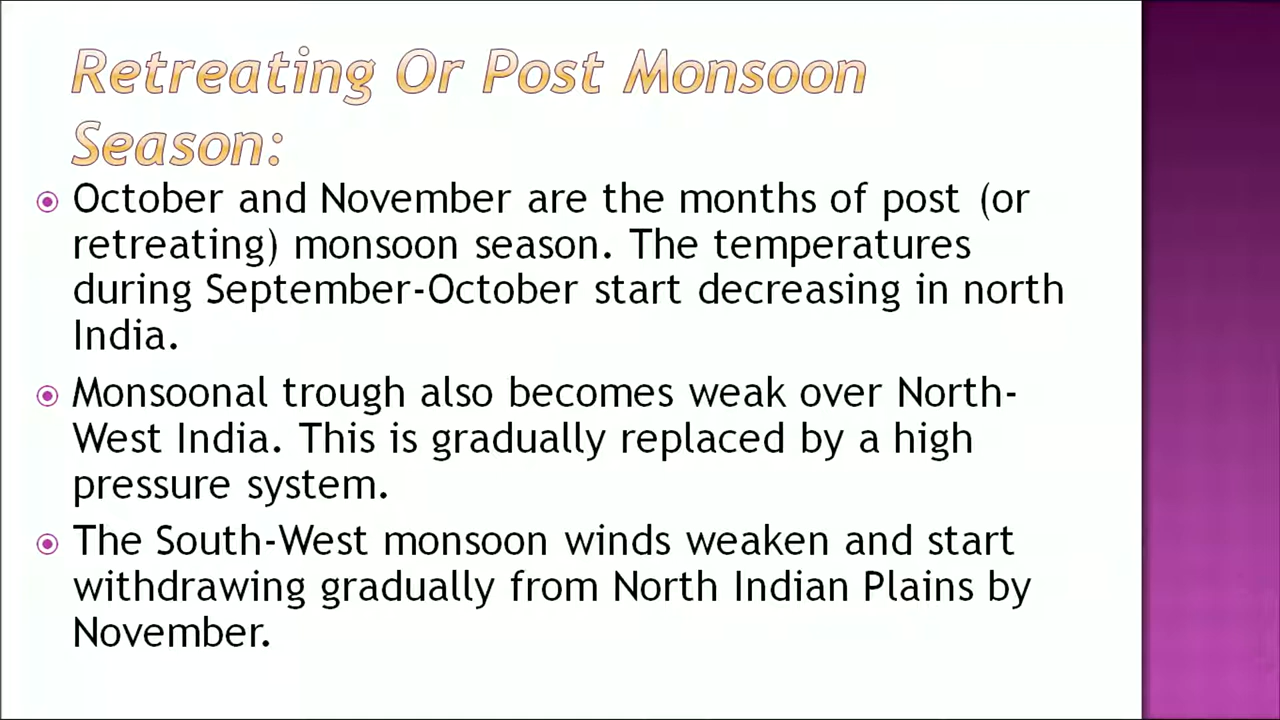 Retreating Or Post Monsoon
Season:
October and November are the months of post (or
retreating) monsoon season. The temperatures
during September-October start decreasing in north
India.
Monsoonal trough also becomes weak over North-
West India. This is gradually replaced by a high
pressure system.
The South-West monsoon winds weaken and start
withdrawing gradually from North Indian Plains by
November.